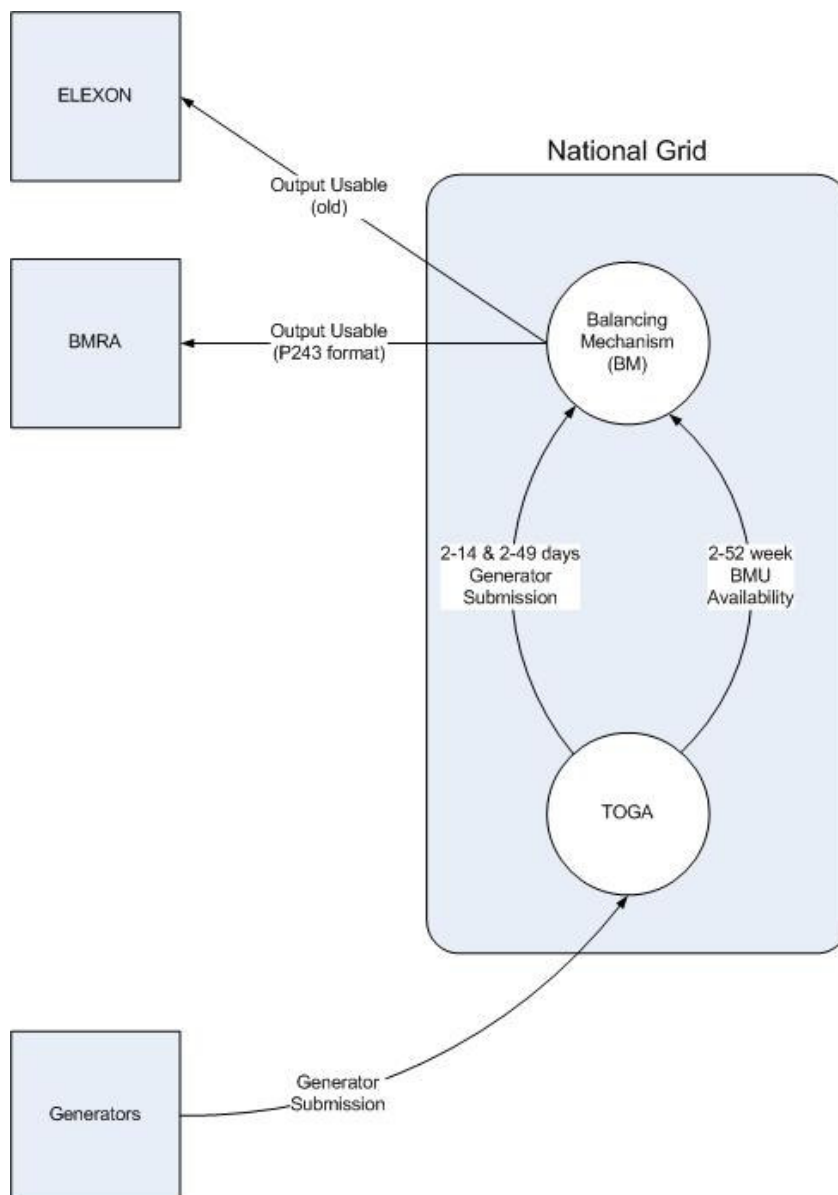 ELEXON
National Grid
Output Usable
(old)
BMRA
Output Usable
(P243 format)
Balancing
Mechanism
(BM)
2-14 & 2-49 days
Generator
Submission
2-52 week
BMU
Availability
TOGA
Generators
Generator
Submission